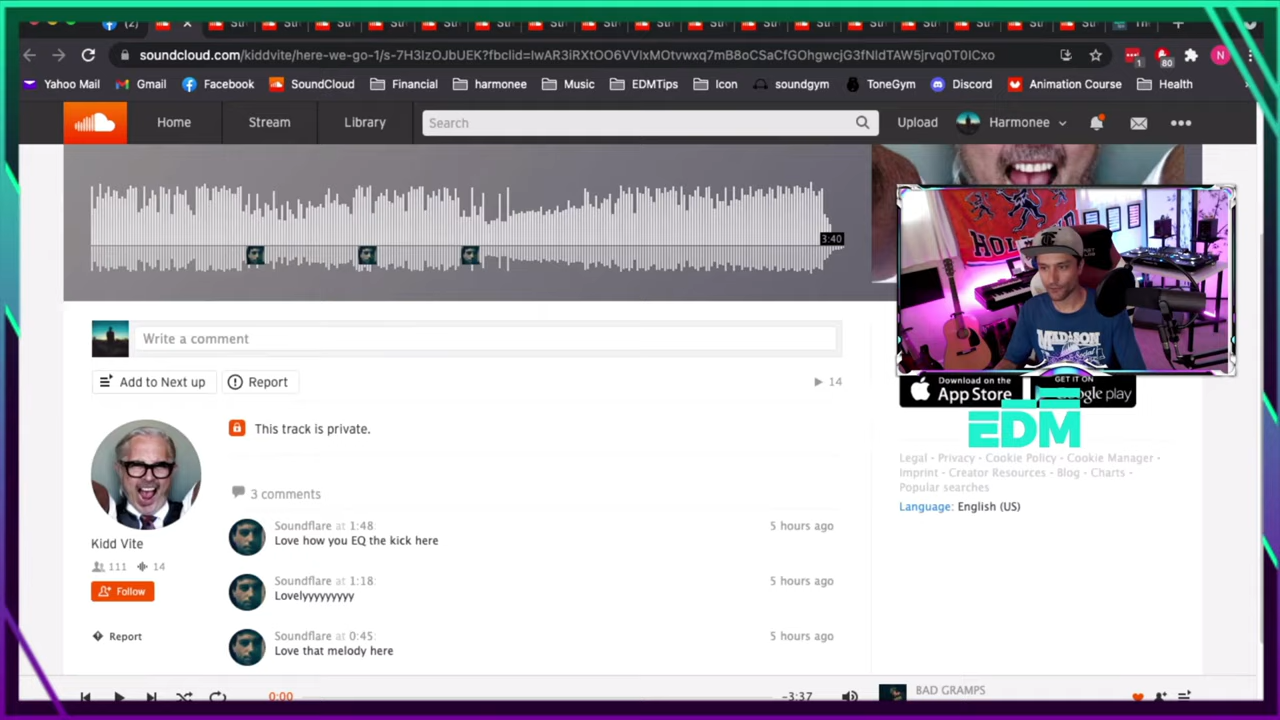 (2)
soundcloud.com/kiddvite/here-we-go-1/s-7H3IzOJbUEK?fbclid=IwAR3iRXtOO6VVlxMOtvwxq7mB8oCSaCfGOhgwcjG3fNldTAW5jrvq0T0ICxo
1
80
N
Yahoo Mail
Gmail
Facebook
SoundCloud
Financial
harmonee
Music
EDMTips
Icon
soundgym
ToneGym
Discord
Animation Course
Health
Home
Stream
Library
Search
Upload
Harmonee
3:40
Write a comment
Add to Next up
Report
14
This track is private.
Kidd Vite
111
14
Follow
Report
3 comments
Soundflare at 1:48:
5 hours ago
Love how you EQ the kick here
Soundflare at 1:18:
5 hours ago
Lovelyyyyyyyyy
Soundflare at 0:45:
5 hours ago
Love that melody here
MADISON
Download on the
App Store
GET IT ON
EDM
Legal - Privacy - Cookie Policy - Cookie Manager -
Imprint - Creator Resources - Blog - Charts -
Popular searches
Language: English (US)
0:00
-3:37
BAD GRAMPS